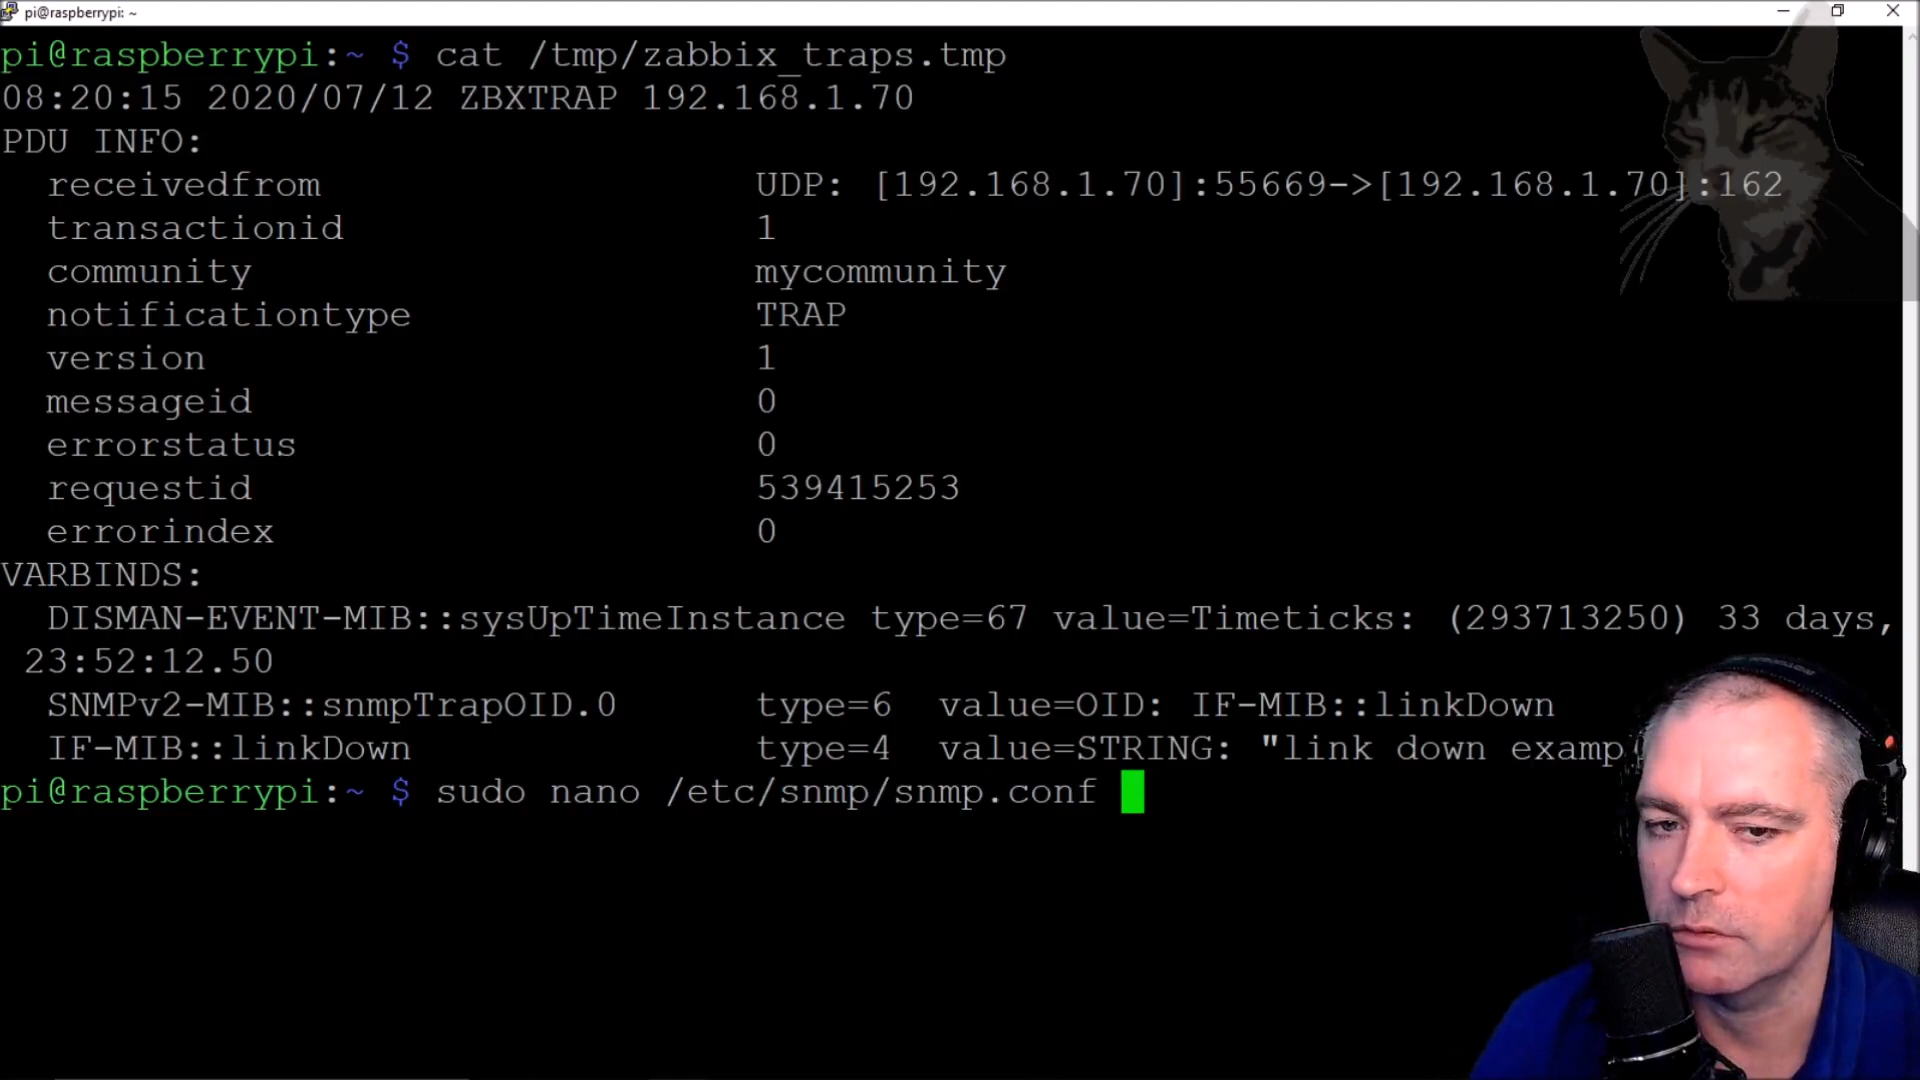 pi@raspberrypi: ~
pi@raspberrypi:~ $ cat /tmp/zabbix_traps.tmp
08:20:15 2020/07/12 ZBXTRAP 192.168.1.70
PDU INFO:
receivedfrom UDP: [192.168.1.70]:55669->[192.168.1.70]:162
transactionid 1
community mycommunity
notificationtype TRAP
version 1
messageid 0
errorstatus 0
requestid 539415253
errorindex 0
VARBINDS:
DISMAN-EVENT-MIB::sysUpTimeInstance type=67 value=Timeticks: (293713250) 33 days,
23:52:12.50
SNMPv2-MIB::snmpTrapOID.0 type=6 value=OID: IF-MIB::linkDown
IF-MIB::linkDown type=4 value=STRING: "link down examp
pi@raspberrypi:~ $ sudo nano /etc/snmp/snmp.conf